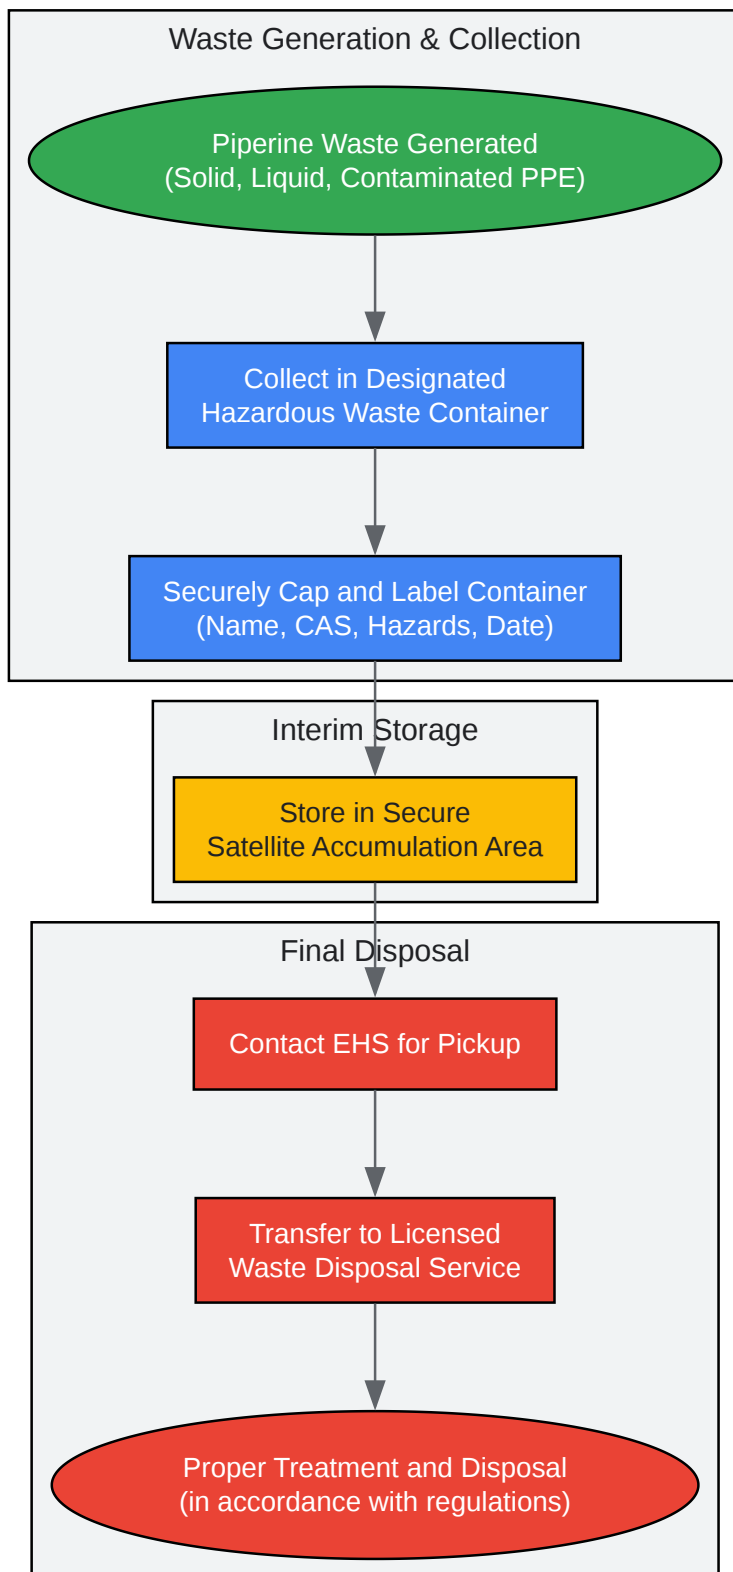 Waste Generation & Collection
Piperine Waste Generated
(Solid, Liquid, Contaminated PPE)
Collect in Designated
Hazardous Waste Container
Securely Cap and Label Container
(Name, CAS, Hazards, Date)
Interim Storage
Store in Secure
Satellite Accumulation Area
Final Disposal
Contact EHS for Pickup
Transfer to Licensed
Waste Disposal Service
Proper Treatment and Disposal
(in accordance with regulations)